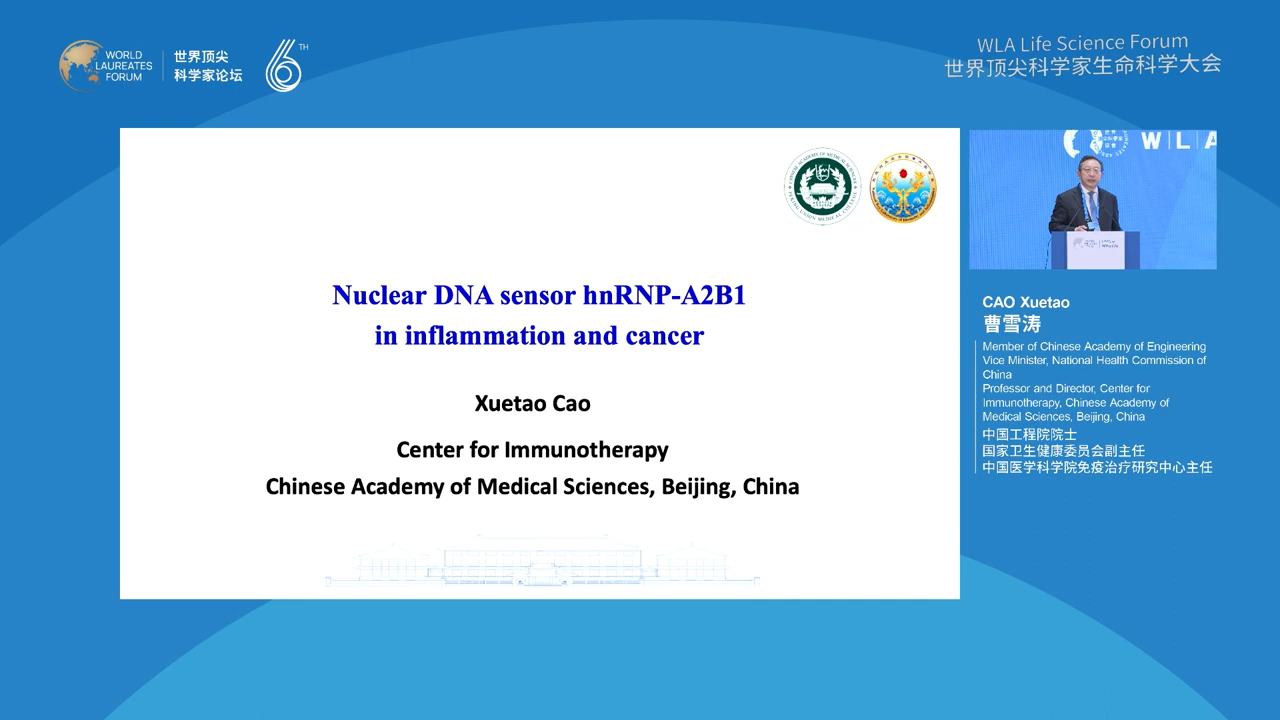 WORLD
LAUREATES
FORUM
世界顶尖
科学家论坛
6TH
WLA Life Science Forum
世界顶尖科学家生命科学大会
Nuclear DNA sensor hnRNP-A2B1
in inflammation and cancer
Xuetao Cao
Center for Immunotherapy
Chinese Academy of Medical Sciences, Beijing, China
WLA
CAO Xuetao
曹雪涛
Member of Chinese Academy of Engineering
Vice Minister, National Health Commission of
China
Professor and Director, Center for
Immunotherapy, Chinese Academy of
Medical Sciences, Beijing, China
中国工程院院士
国家卫生健康委员会副主任
中国医学科学院免疫治疗研究中心主任